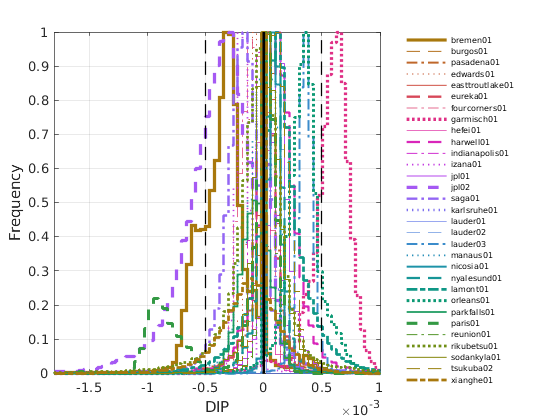 1
0.9
0.8
0.7
0.6
0.5
0.4
0.3
0.2
0.1
0
Frequency
-1.5 -1 -0.5 0 0.5 1
DIP
×10⁻³
bremen01
burgos01
pasadena01
edwards01
easttroutlake01
eureka01
fourcorners01
garmisch01
hefei01
harwell01
indianapolis01
izana01
jpl01
jpl02
saga01
karlsruhe01
lauder01
lauder02
lauder03
manaus01
nicosia01
nyalesund01
lamont01
orleans01
parkfalls01
paris01
reunion01
rikubetsu01
sodankyla01
tsukuba02
xianghe01